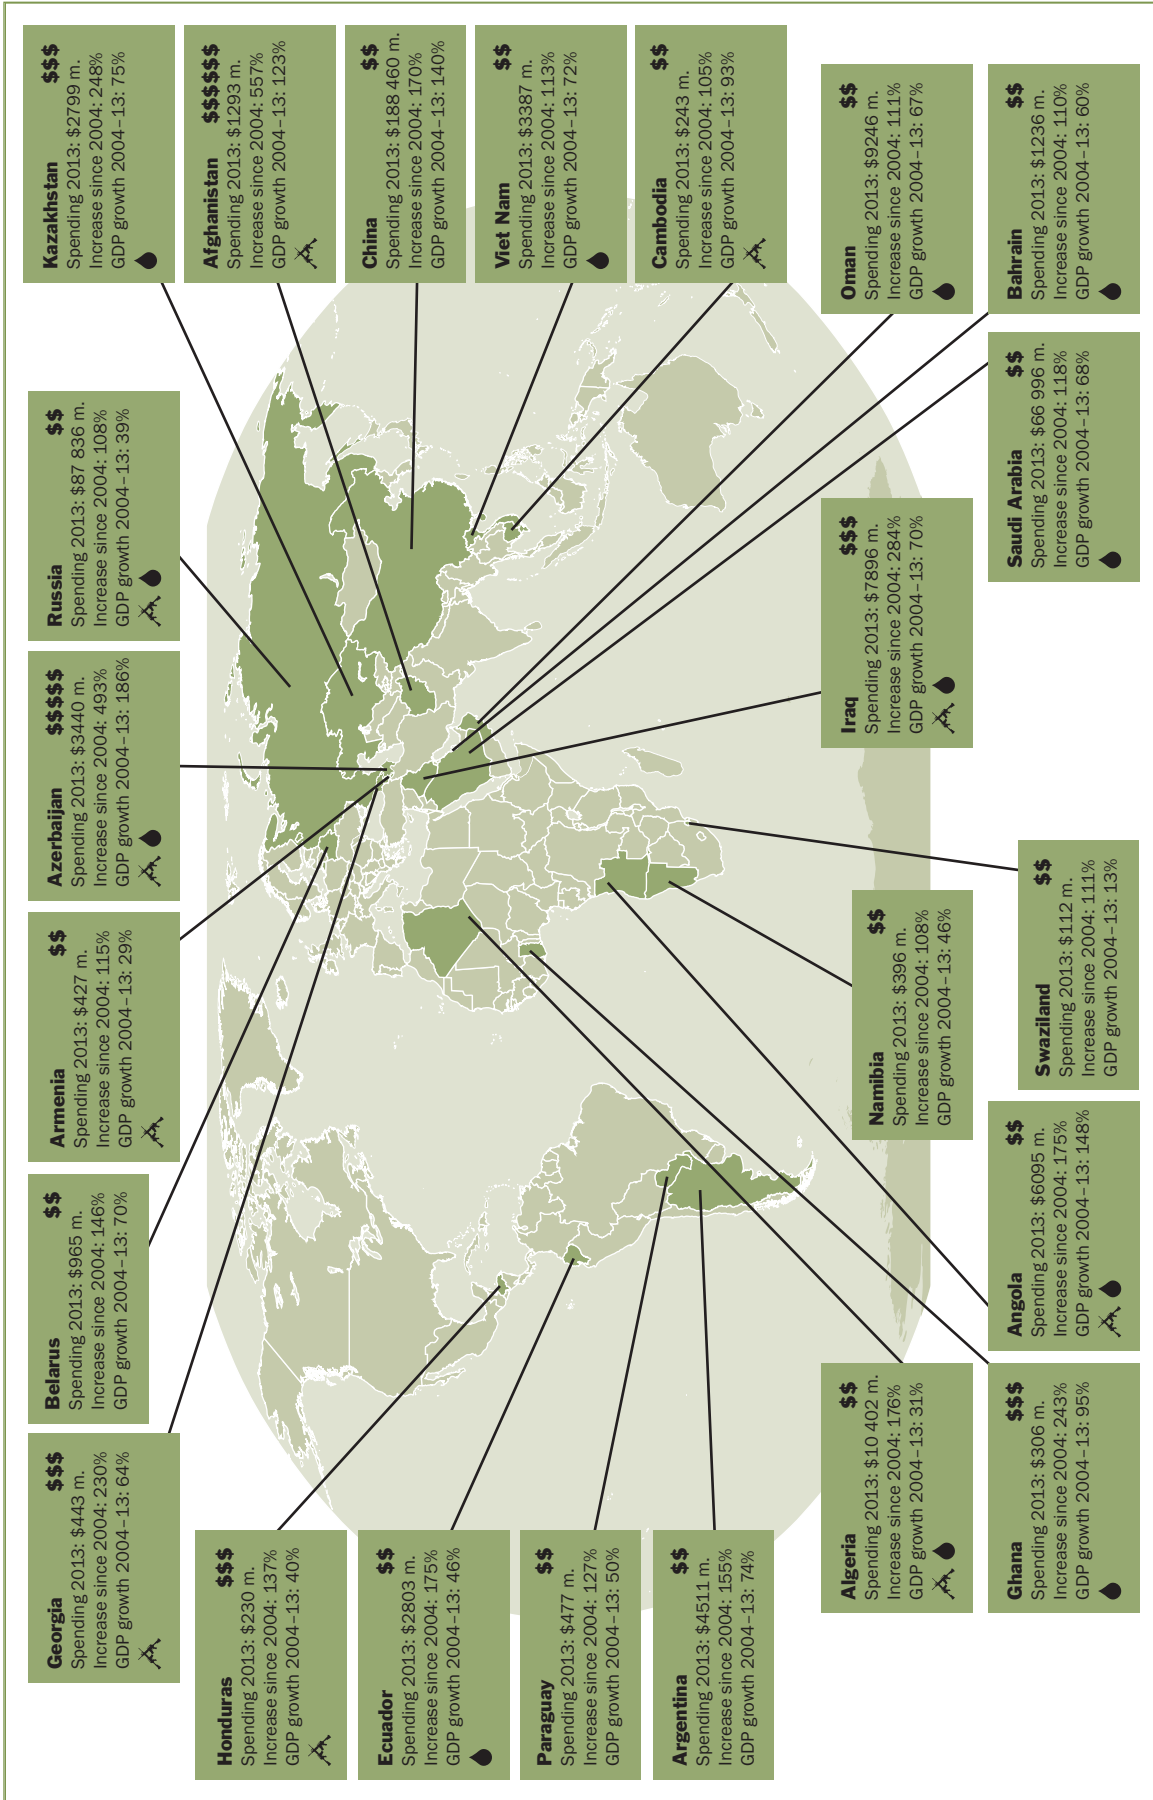 Georgia $$$
Spending 2013: $443 m.
Increase since 2004: 230%
GDP growth 2004–13: 64%
Belarus $$
Spending 2013: $965 m.
Increase since 2004: 146%
GDP growth 2004–13: 70%
Armenia $$
Spending 2013: $427 m.
Increase since 2004: 115%
GDP growth 2004–13: 29%
Azerbaijan $$$$$
Spending 2013: $3440 m.
Increase since 2004: 493%
GDP growth 2004–13: 186%
Russia $$
Spending 2013: $87 836 m.
Increase since 2004: 108%
GDP growth 2004–13: 39%
Kazakhstan $$$
Spending 2013: $2799 m.
Increase since 2004: 248%
GDP growth 2004–13: 75%
Afghanistan $$$$$$
Spending 2013: $1293 m.
Increase since 2004: 557%
GDP growth 2004–13: 123%
China $$
Spending 2013: $188 460 m.
Increase since 2004: 170%
GDP growth 2004–13: 140%
Viet Nam $$
Spending 2013: $3387 m.
Increase since 2004: 113%
GDP growth 2004–13: 72%
Cambodia $$
Spending 2013: $243 m.
Increase since 2004: 105%
GDP growth 2004–13: 93%
Honduras $$$
Spending 2013: $230 m.
Increase since 2004: 137%
GDP growth 2004–13: 40%
Ecuador $$
Spending 2013: $2803 m.
Increase since 2004: 175%
GDP growth 2004–13: 46%
Paraguay $$
Spending 2013: $477 m.
Increase since 2004: 127%
GDP growth 2004–13: 50%
Argentina $$
Spending 2013: $4511 m.
Increase since 2004: 155%
GDP growth 2004–13: 74%
Algeria $$
Spending 2013: $10 402 m.
Increase since 2004: 176%
GDP growth 2004–13: 31%
Ghana $$$
Spending 2013: $306 m.
Increase since 2004: 243%
GDP growth 2004–13: 95%
Angola $$
Spending 2013: $6095 m.
Increase since 2004: 175%
GDP growth 2004–13: 148%
Namibia $$
Spending 2013: $396 m.
Increase since 2004: 108%
GDP growth 2004–13: 46%
Swaziland $$
Spending 2013: $112 m.
Increase since 2004: 111%
GDP growth 2004–13: 13%
Iraq $$$
Spending 2013: $7896 m.
Increase since 2004: 284%
GDP growth 2004–13: 70%
Saudi Arabia $$
Spending 2013: $66 996 m.
Increase since 2004: 118%
GDP growth 2004–13: 68%
Oman $$
Spending 2013: $9246 m.
Increase since 2004: 111%
GDP growth 2004–13: 67%
Bahrain $$
Spending 2013: $1236 m.
Increase since 2004: 110%
GDP growth 2004–13: 60%